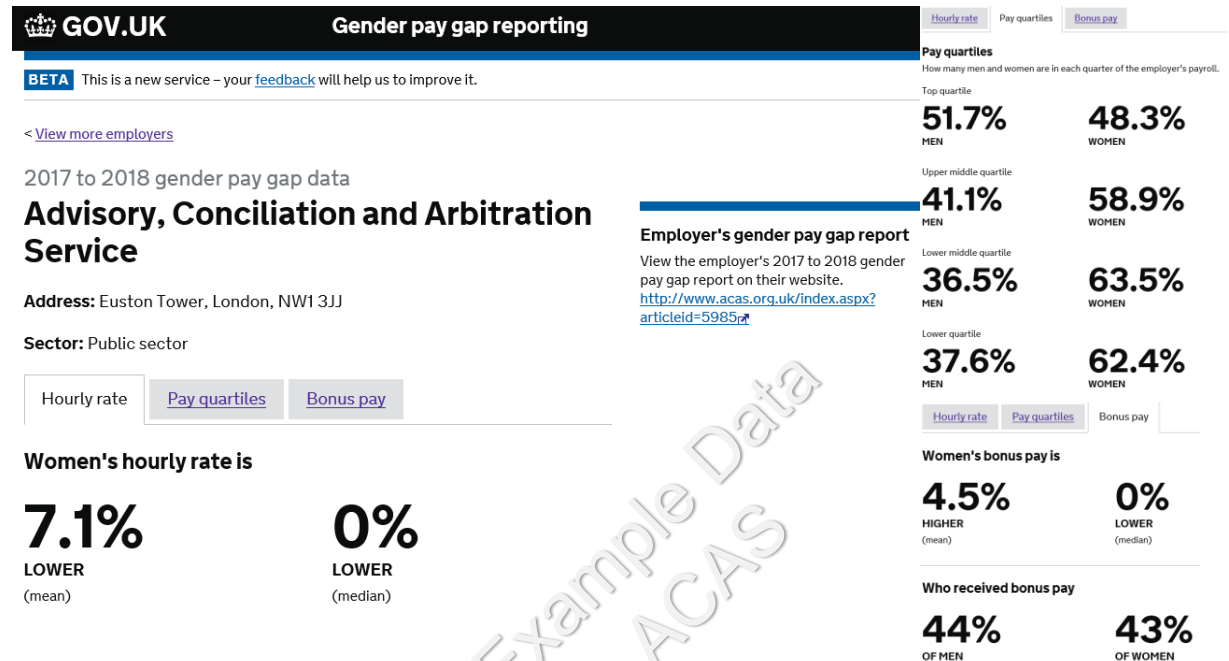 GOV.UK
Gender pay gap reporting
BETA This is a new service – your feedback will help us to improve it.
< View more employers
2017 to 2018 gender pay gap data
Advisory, Conciliation and Arbitration
Service
Address: Euston Tower, London, NW1 3JJ
Sector: Public sector
Employer's gender pay gap report
View the employer's 2017 to 2018 gender
pay gap report on their website.
http://www.acas.org.uk/index.aspx?
articleid=5985
Hourly rate Pay quartiles Bonus pay
Women's hourly rate is
7.1% 0%
LOWER LOWER
(mean) (median)
Example Data
ACAS
Hourly rate Pay quartiles Bonus pay
Pay quartiles
How many men and women are in each quarter of the employer's payroll.
Top quartile
51.7% 48.3%
MEN WOMEN
Upper middle quartile
41.1% 58.9%
MEN WOMEN
Lower middle quartile
36.5% 63.5%
MEN WOMEN
Lower quartile
37.6% 62.4%
MEN WOMEN
Hourly rate Pay quartiles Bonus pay
Women's bonus pay is
4.5% 0%
HIGHER LOWER
(mean) (median)
Who received bonus pay
44% 43%
OF MEN OF WOMEN